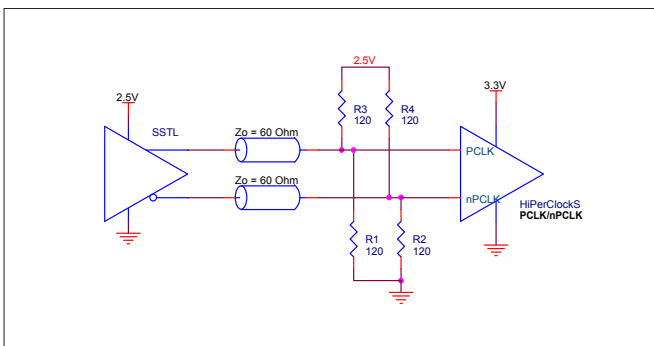 2.5V
3.3V
2.5V
SSTL
R3
120
R4
120
Zo = 60 Ohm
PCLK
Zo = 60 Ohm
nPCLK
HiPerClockS
PCLK/nPCLK
R1
120
R2
120